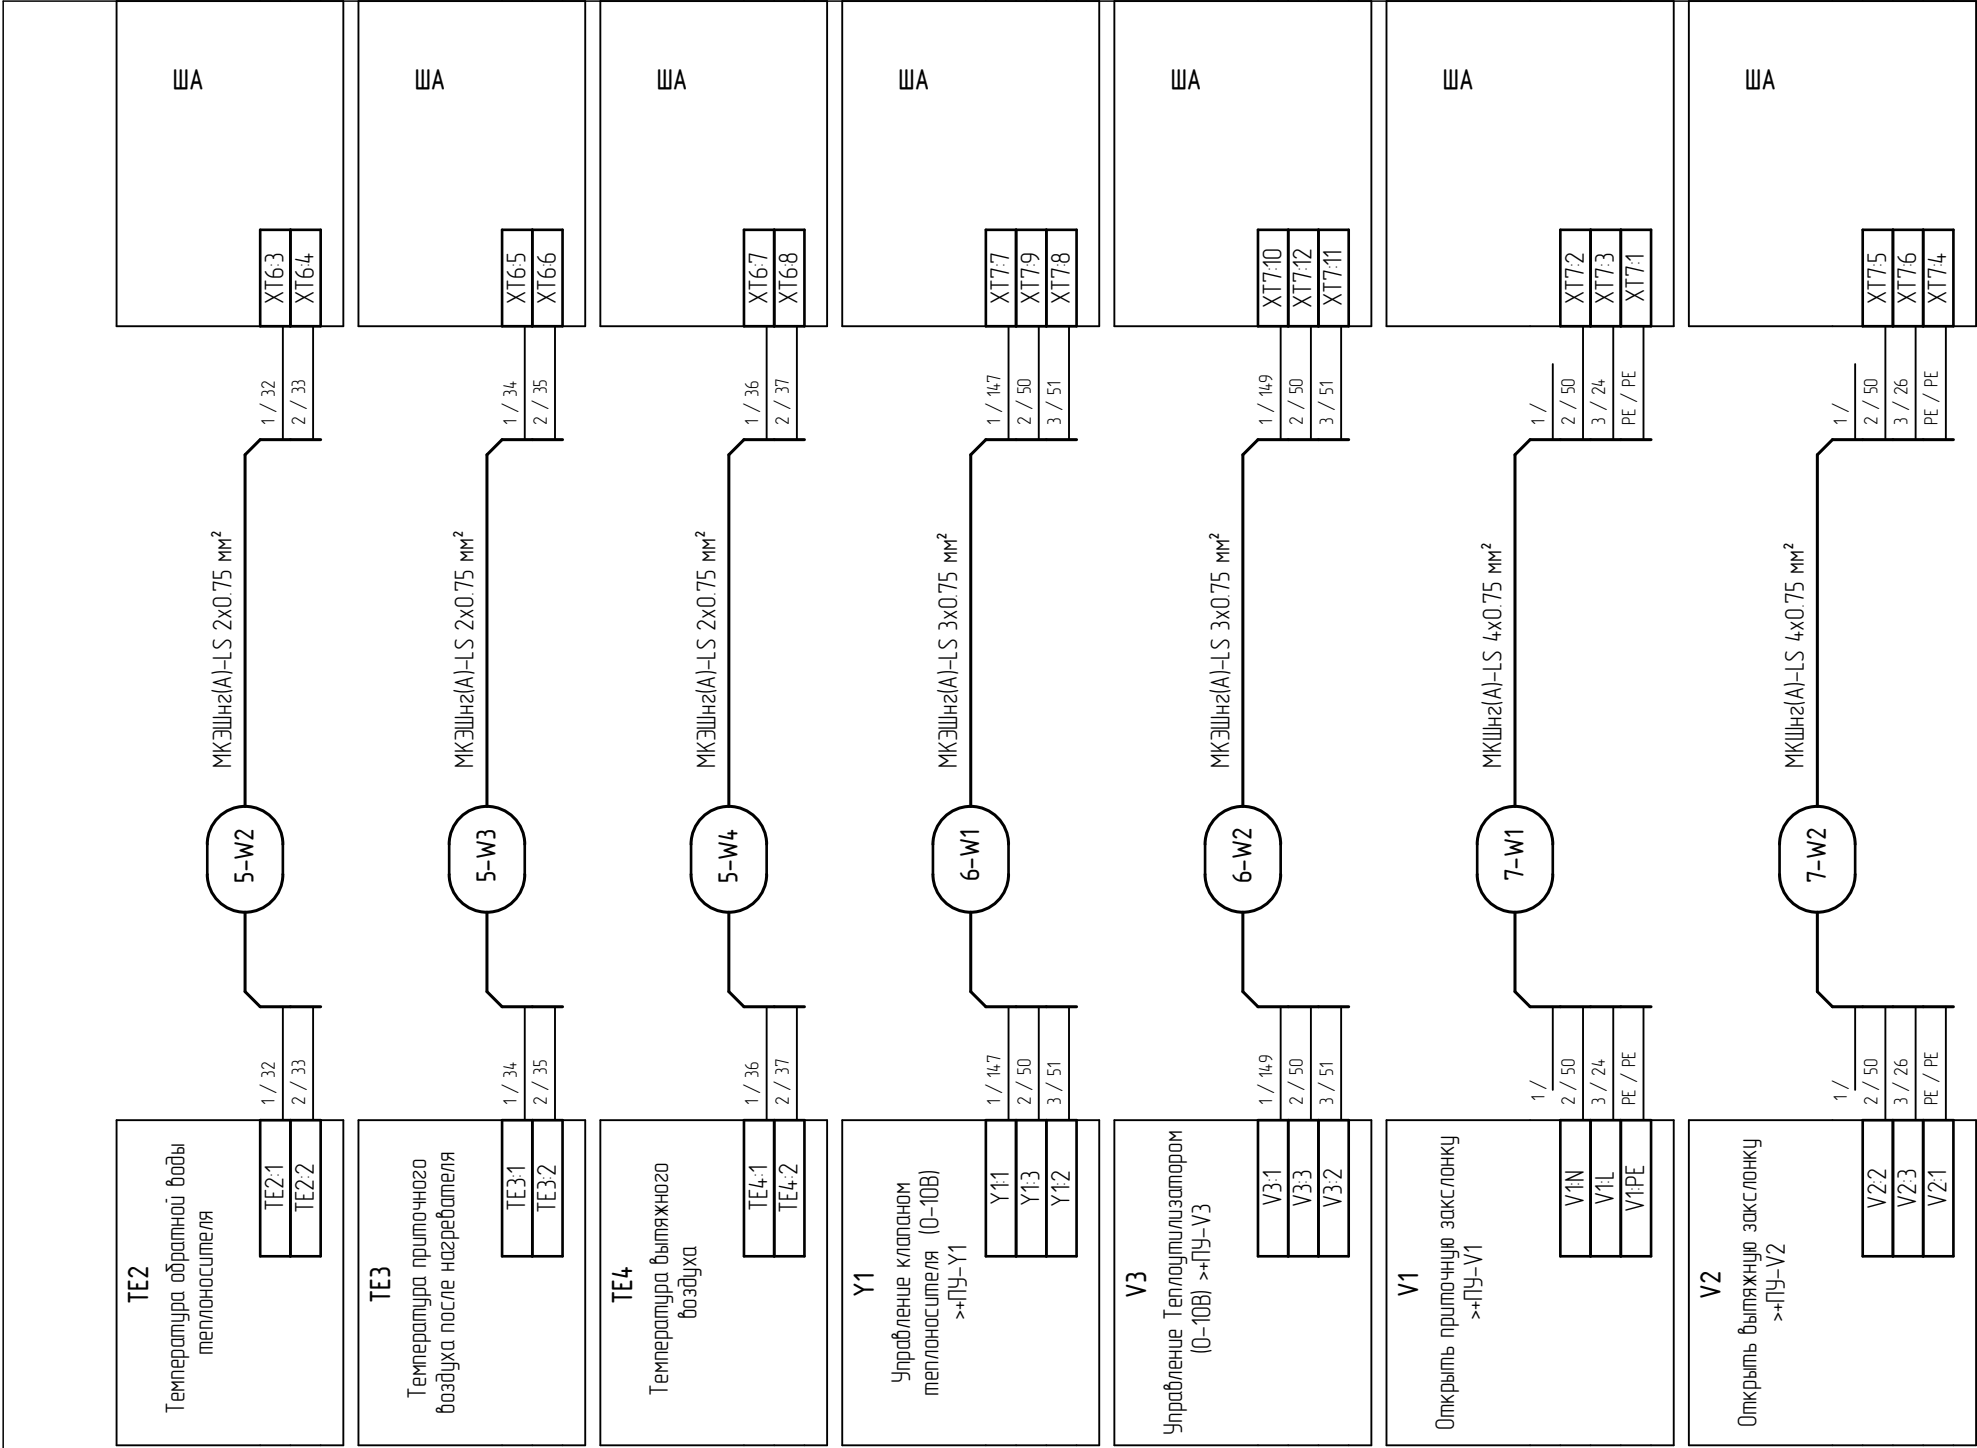 TE2
Температура обратной воды
теплоносителя
TE2:1
TE2:2
1 / 32
2 / 33
5-W2
МКЭШнг(А)-LS 2x0.75 мм²
1 / 32
2 / 33
XT6:3
XT6:4
ША
TE3
Температура приточного
воздуха после нагревателя
TE3:1
TE3:2
1 / 34
2 / 35
5-W3
МКЭШнг(А)-LS 2x0.75 мм²
1 / 34
2 / 35
XT6:5
XT6:6
ША
TE4
Температура вытяжного
воздуха
TE4:1
TE4:2
1 / 36
2 / 37
5-W4
МКЭШнг(А)-LS 2x0.75 мм²
1 / 36
2 / 37
XT6:7
XT6:8
ША
Y1
Управление клапаном
теплоносителя (0-10В)
>+ПУ-Y1
Y1:1
Y1:3
Y1:2
1 / 147
2 / 50
3 / 51
6-W1
МКЭШнг(А)-LS 3x0.75 мм²
1 / 147
2 / 50
3 / 51
XT7:7
XT7:9
XT7:8
ША
V3
Управление Теплоутилизатором
(0-10В) >+ПУ-V3
V3:1
V3:3
V3:2
1 / 149
2 / 50
3 / 51
6-W2
МКЭШнг(А)-LS 3x0.75 мм²
1 / 149
2 / 50
3 / 51
XT7:10
XT7:12
XT7:11
ША
V1
Открыть приточную заклонку
>+ПУ-V1
V1:N
V1:L
V1:PE
1 /
2 / 50
3 / 24
PE / PE
7-W1
МКШнг(А)-LS 4x0.75 мм²
1 /
2 / 50
3 / 24
PE / PE
XT7:2
XT7:3
XT7:1
ША
V2
Открыть вытяжную заклонку
>+ПУ-V2
V2:2
V2:3
V2:1
1 /
2 / 50
3 / 26
PE / PE
7-W2
МКШнг(А)-LS 4x0.75 мм²
1 /
2 / 50
3 / 26
PE / PE
XT7:5
XT7:6
XT7:4
ША